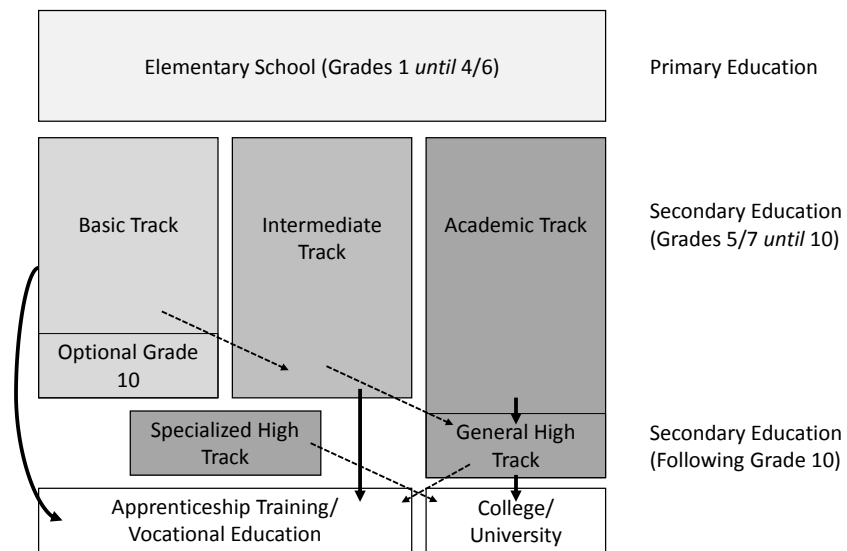 Elementary School (Grades 1 until 4/6)
Primary Education
Basic Track
Intermediate
Track
Academic Track
Secondary Education
(Grades 5/7 until 10)
Optional Grade
10
Specialized High
Track
General High
Track
Secondary Education
(Following Grade 10)
Apprenticeship Training/
Vocational Education
College/
University